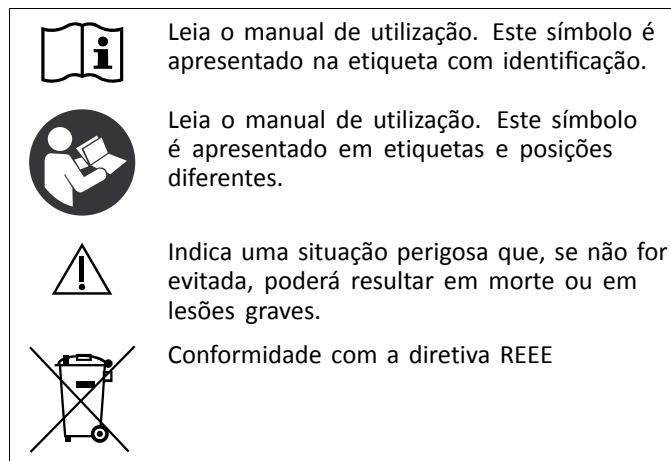 Leia o manual de utilização. Este símbolo é
apresentado na etiqueta com identificação.
Leia o manual de utilização. Este símbolo
é apresentado em etiquetas e posições
diferentes.
Indica uma situação perigosa que, se não for
evitada, poderá resultar em morte ou em
lesões graves.
Conformidade com a diretiva REEE